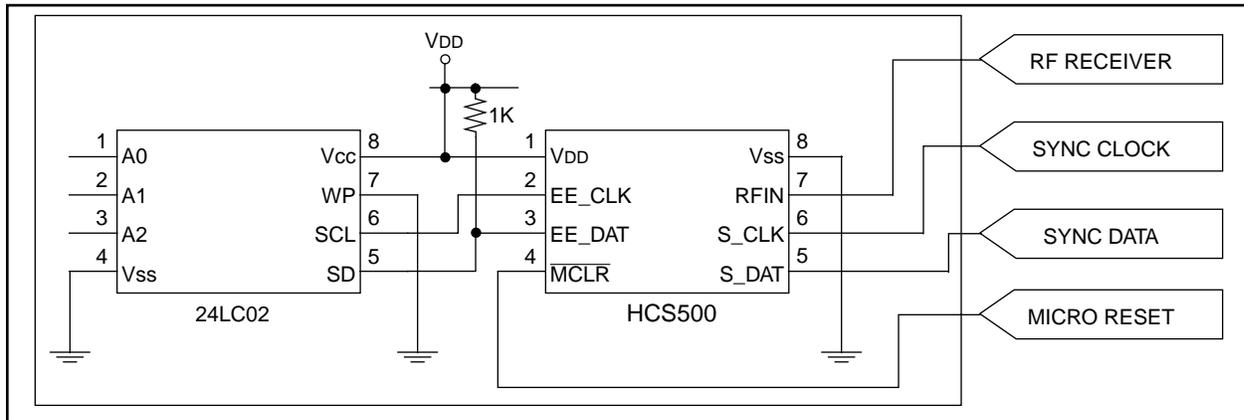 VDD
1K
1 A0
2 A1
3 A2
4 Vss
8 Vcc
7 WP
6 SCL
5 SD
24LC02
1 VDD
2 EE_CLK
3 EE_DAT
4 MCLR
8 Vss
7 RFIN
6 S_CLK
5 S_DAT
HCS500
RF RECEIVER
SYNC CLOCK
SYNC DATA
MICRO RESET